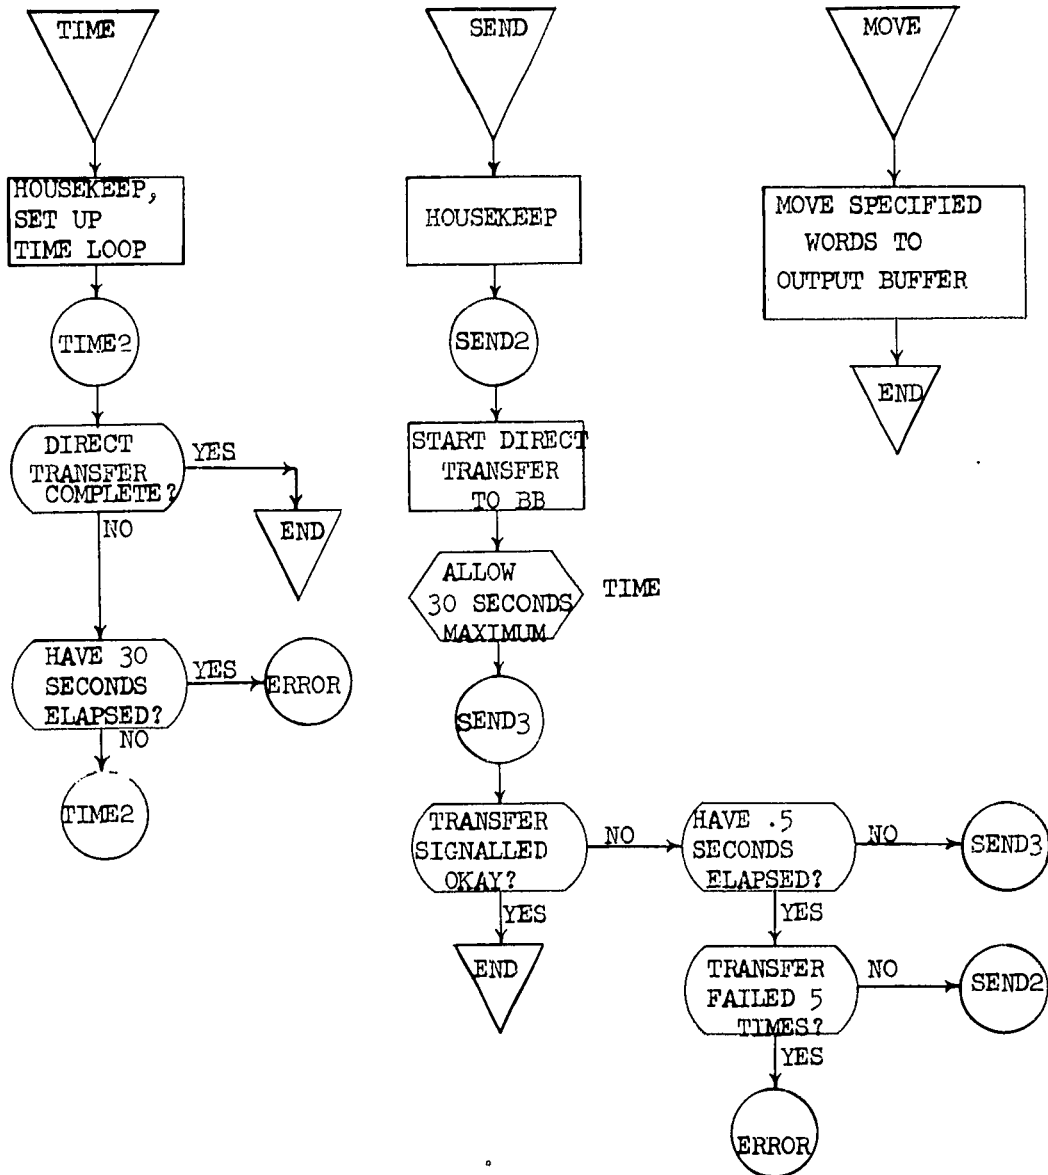 TIME
HOUSEKEEP,
SET UP
TIME LOOP
TIME2
DIRECT
TRANSFER
COMPLETE?
YES
END
NO
HAVE 30
SECONDS
ELAPSED?
YES
ERROR
NO
TIME2
SEND
HOUSEKEEP
SEND2
START DIRECT
TRANSFER
TO BB
ALLOW
30 SECONDS
MAXIMUM
TIME
SEND3
TRANSFER
SIGNALLED
OKAY?
YES
END
NO
HAVE .5
SECONDS
ELAPSED?
NO
SEND3
YES
TRANSFER
FAILED 5
TIMES?
NO
SEND2
YES
ERROR
MOVE
MOVE SPECIFIED
WORDS TO
OUTPUT BUFFER
END